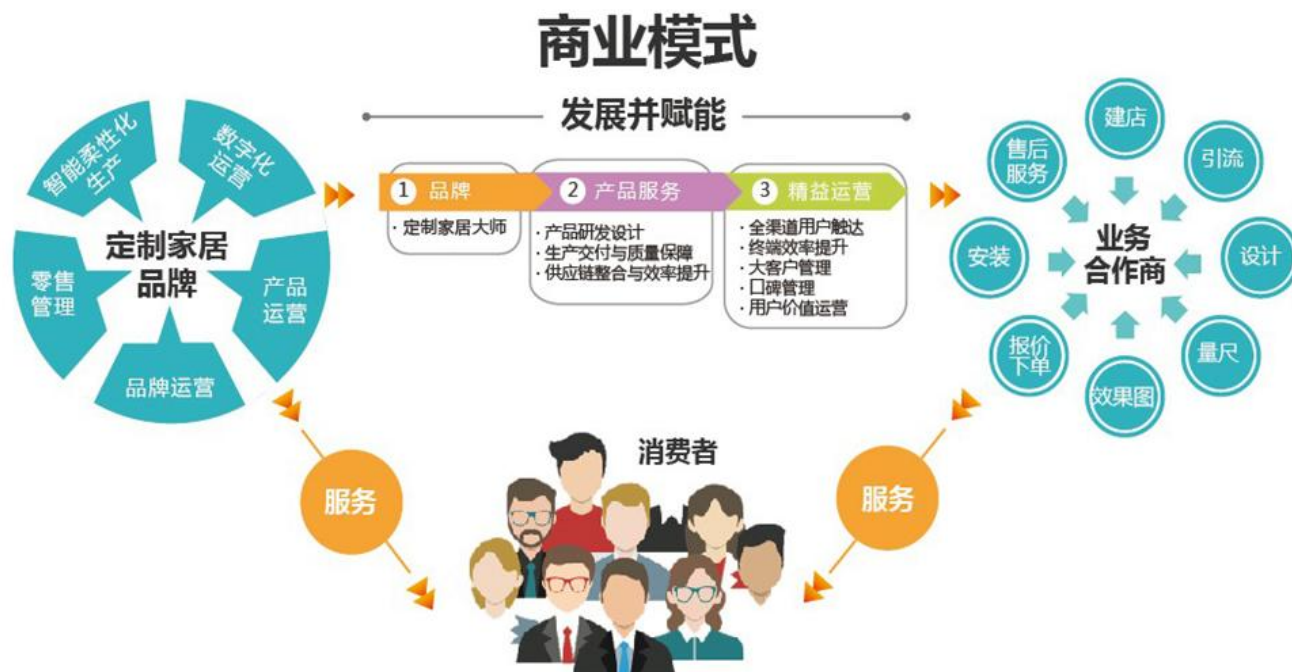 商业模式
发展并赋能
智能柔性化
生产
数字化
运营
零售
管理
产品
运营
品牌运营
定制家居
品牌
1 品牌
· 定制家居大师
2 产品服务
· 产品研发设计
· 生产交付与质量保障
· 供应链整合与效率提升
3 精益运营
· 全渠道用户触达
· 终端效率提升
· 大客户管理
· 口碑管理
· 用户价值运营
建店
售后
服务
引流
安装
业务
合作商
设计
报价
下单
量尺
效果图
消费者
服务
服务